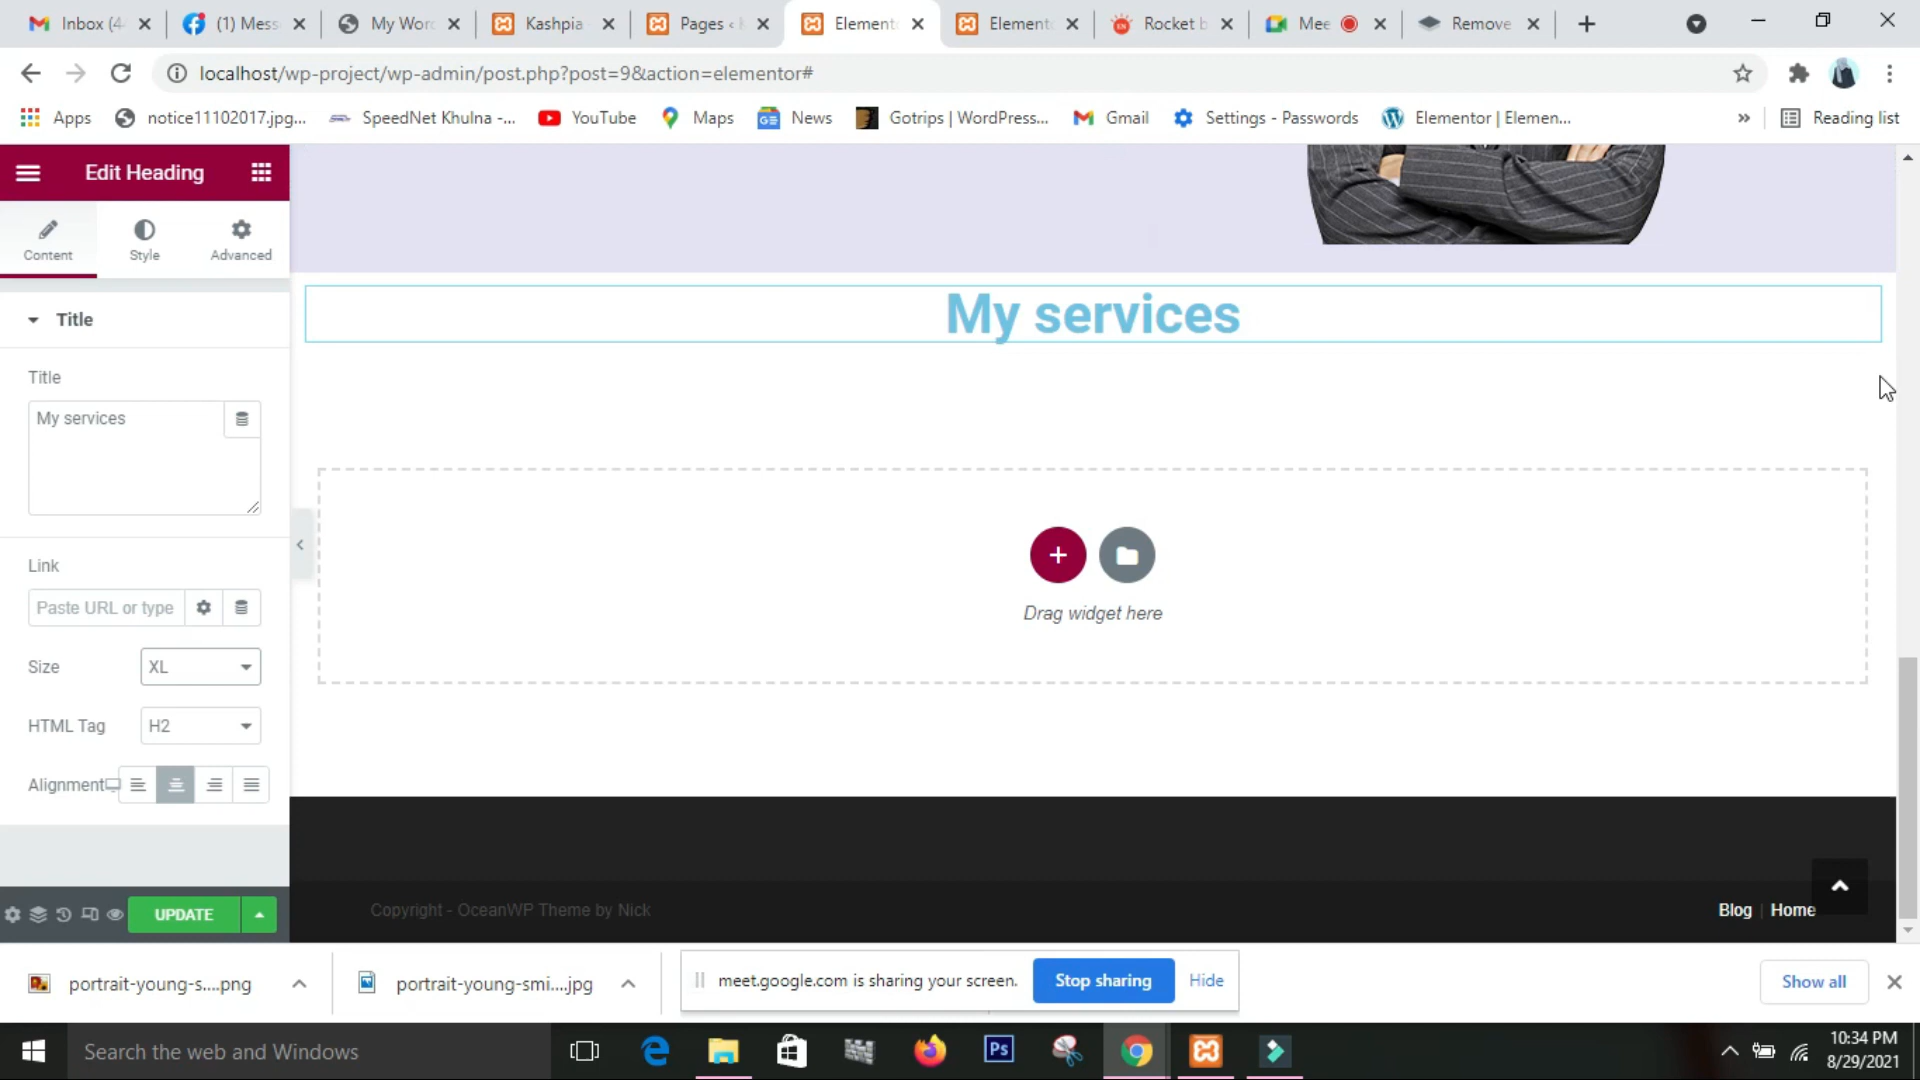 Inbox (4
(1) Mess
My Worc
Kashpia
Pages <
Element
Element
Rocket b
Mee
Remove
localhost/wp-project/wp-admin/post.php?post=9&action=elementor#
Apps
notice11102017.jpg...
SpeedNet Khulna -...
YouTube
Maps
News
Gotrips | WordPress...
Gmail
Settings - Passwords
Elementor | Elemen...
»
Reading list
Edit Heading
Content
Style
Advanced
Title
Title
My services
Link
Paste URL or type
Size
XL
HTML Tag
H2
Alignment
UPDATE
My services
Drag widget here
Copyright - OceanWP Theme by Nick
Blog
Home
portrait-young-s....png
portrait-young-smi....jpg
meet.google.com is sharing your screen.
Stop sharing
Hide
Show all
Search the web and Windows
Ps
10:34 PM
8/29/2021